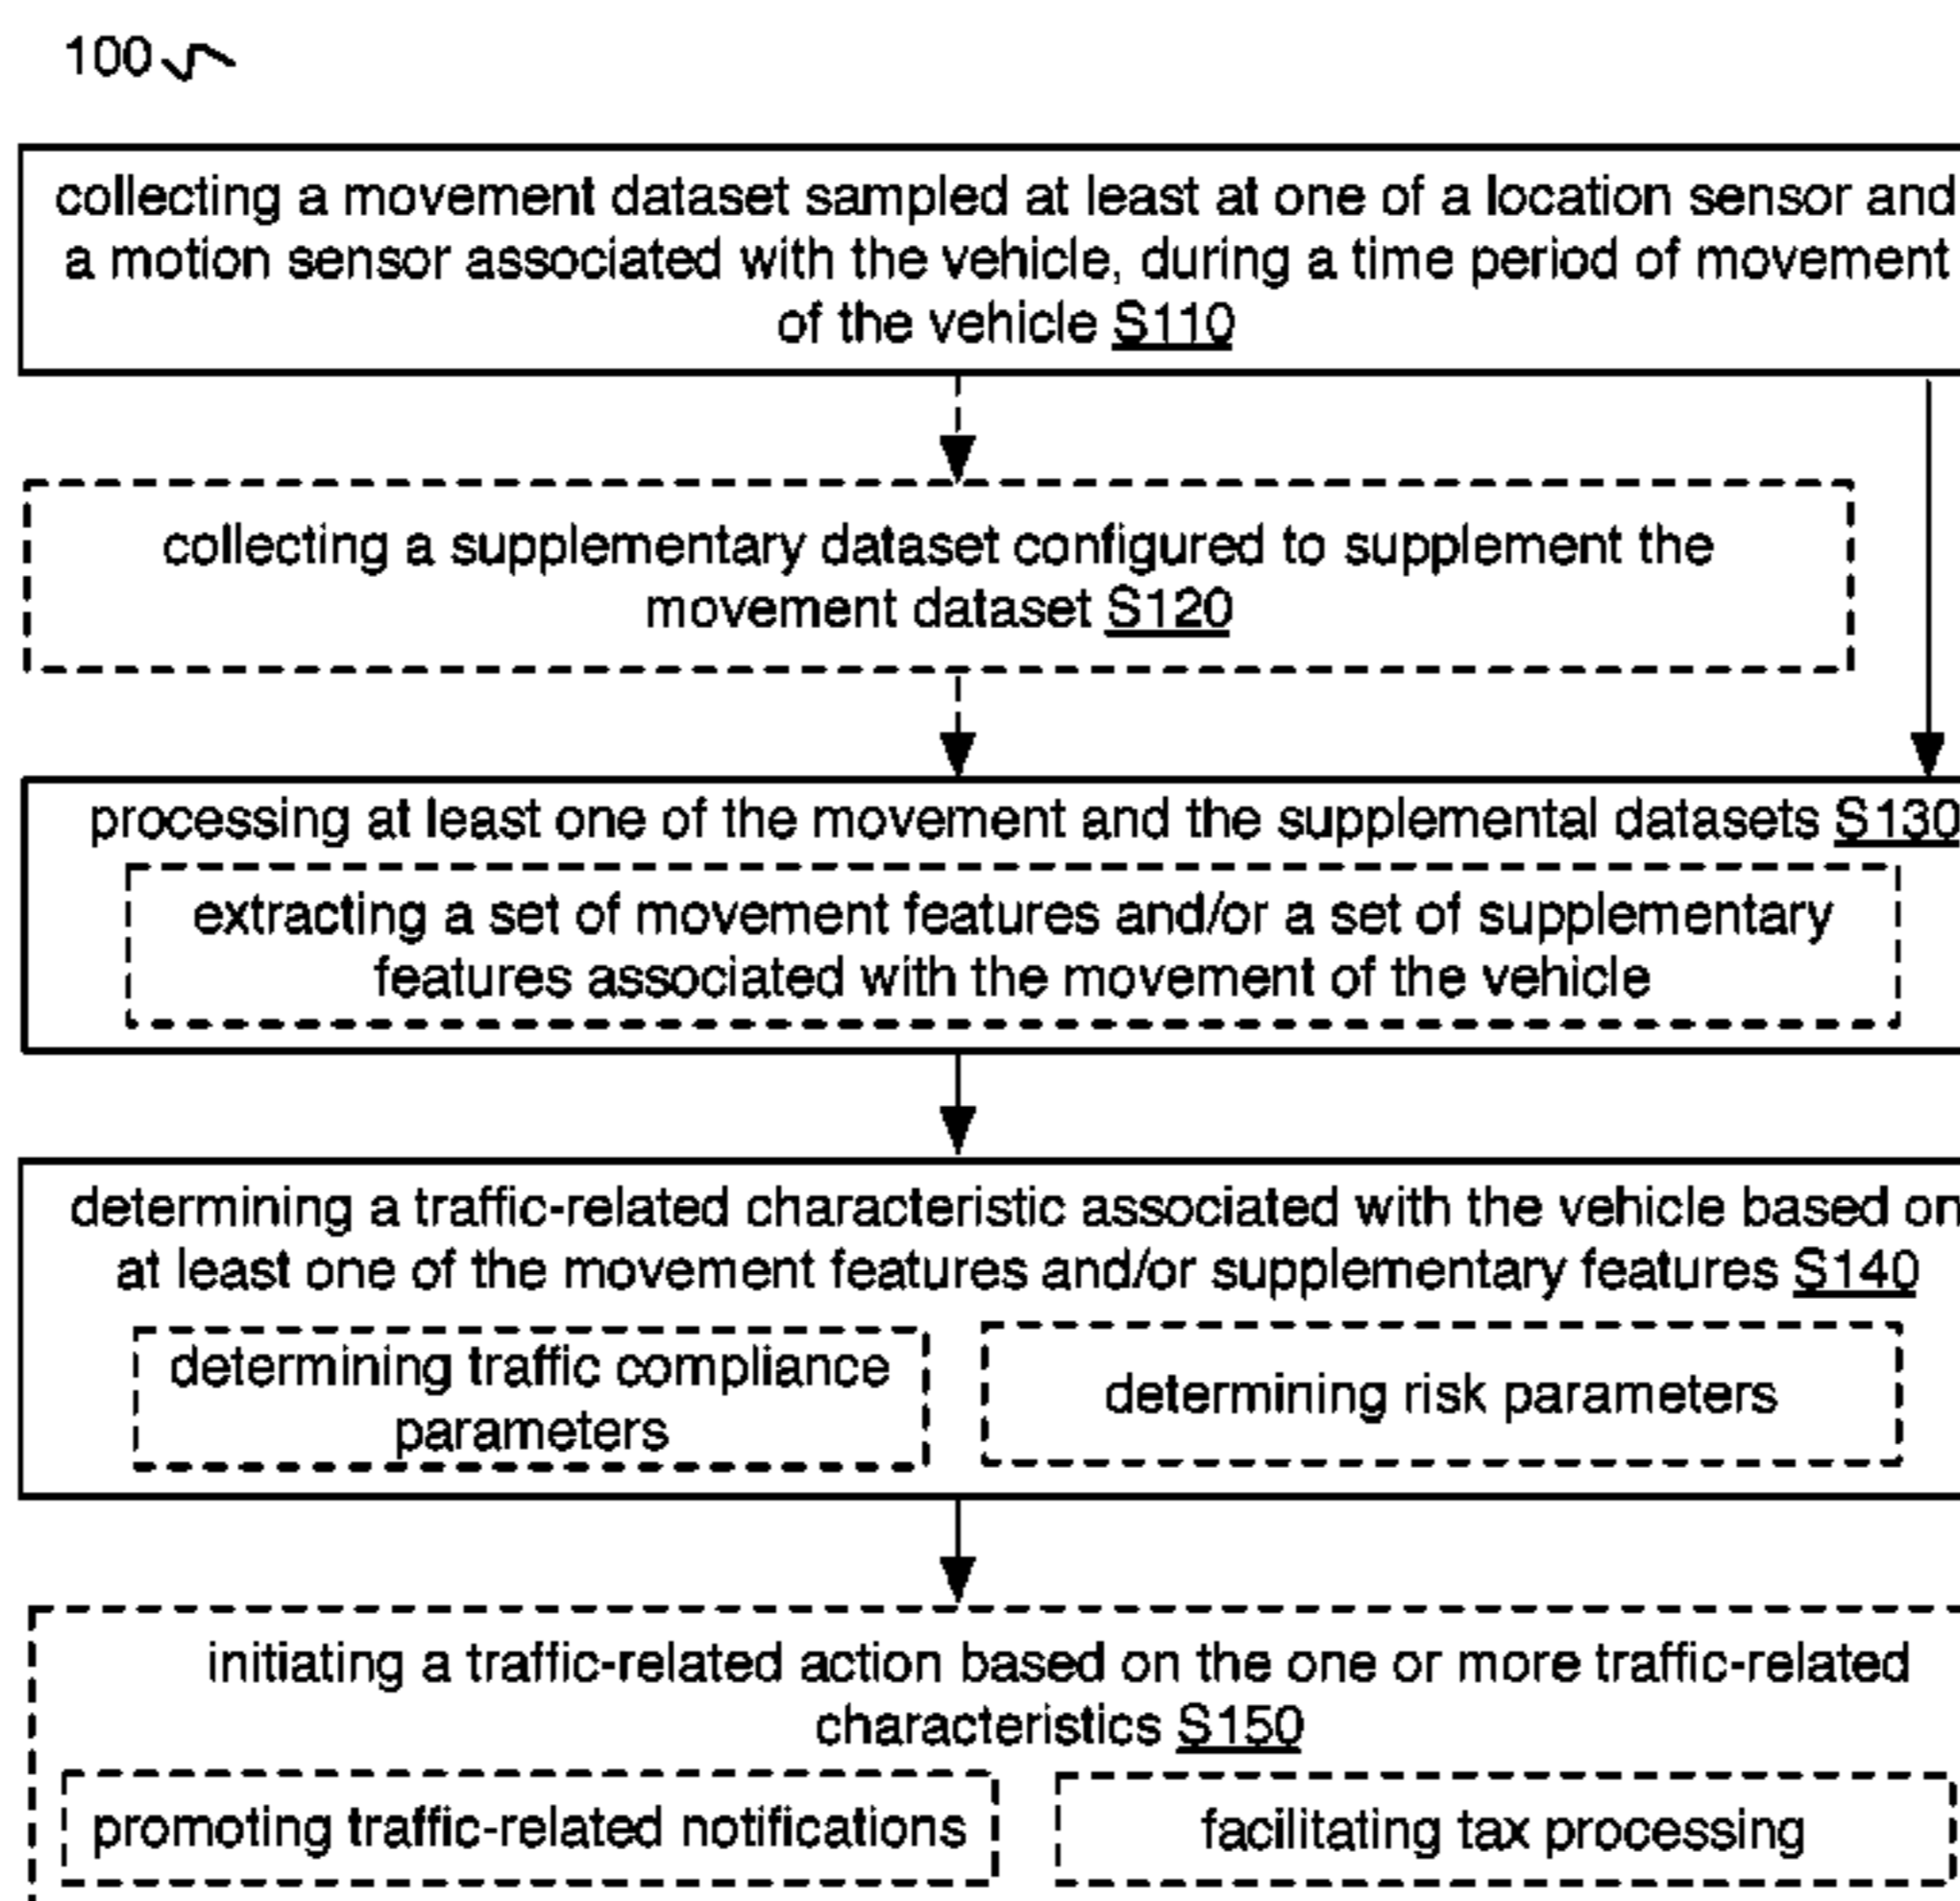 100
collecting a movement dataset sampled at least at one of a location sensor and
a motion sensor associated with the vehicle, during a time period of movement
of the vehicle S110
collecting a supplementary dataset configured to supplement the
movement dataset S120
processing at least one of the movement and the supplemental datasets S130
extracting a set of movement features and/or a set of supplementary
features associated with the movement of the vehicle
determining a traffic-related characteristic associated with the vehicle based on
at least one of the movement features and/or supplementary features S140
determining traffic compliance
parameters
determining risk parameters
initiating a traffic-related action based on the one or more traffic-related
characteristics S150
promoting traffic-related notifications
facilitating tax processing